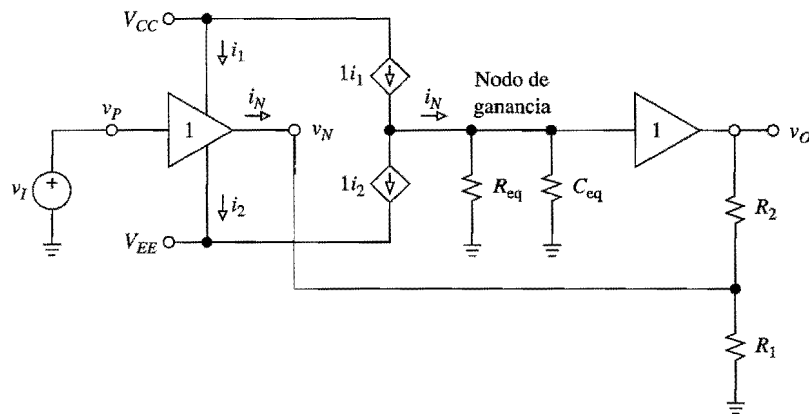 V_CC
i_1
1i_1
Nodo de
ganancia
i_N
i_N
v_P
1
v_N
1
v_O
v_I
+
1i_2
R_eq
C_eq
R_2
i_2
V_EE
R_1